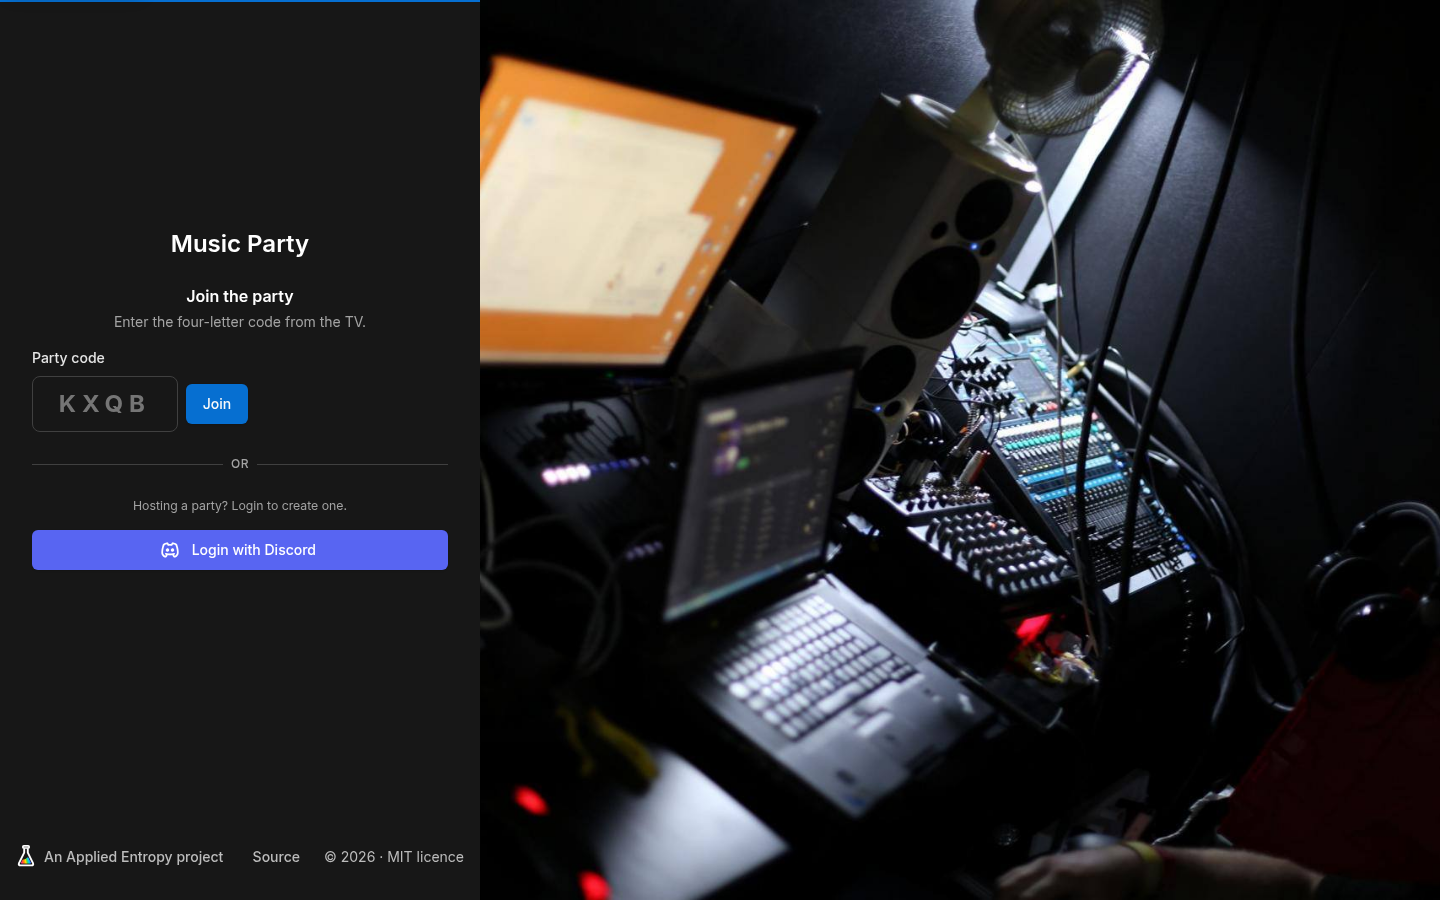 Music Party
Join the party
Enter the four-letter code from the TV.
Party code
KXQB
Join
OR
Hosting a party? Login to create one.
Login with Discord
An Applied Entropy project
Source
© 2026 · MIT licence